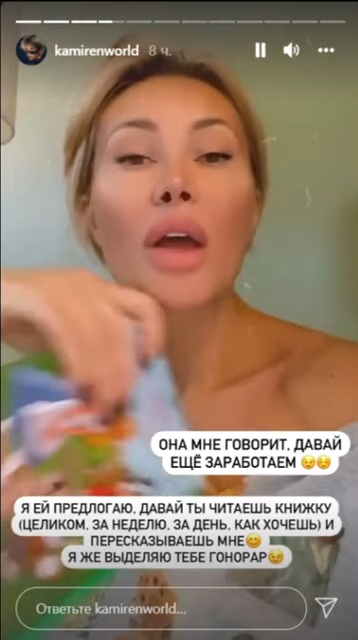 kamirenworld 8 ч.
ОНА МНЕ ГОВОРИТ, ДАВАЙ
ЕЩЁ ЗАРАБОТАЕМ 😉☺️
Я ЕЙ ПРЕДЛОГАЮ, ДАВАЙ ТЫ ЧИТАЕШЬ КНИЖКУ
(ЦЕЛИКОМ, ЗА НЕДЕЛЮ, ЗА ДЕНЬ, КАК ХОЧЕШЬ) И
ПЕРЕСКАЗЫВАЕШЬ МНЕ😊
Я ЖЕ ВЫДЕЛЯЮ ТЕБЕ ГОНОРАР😉
Ответьте kamirenworld...